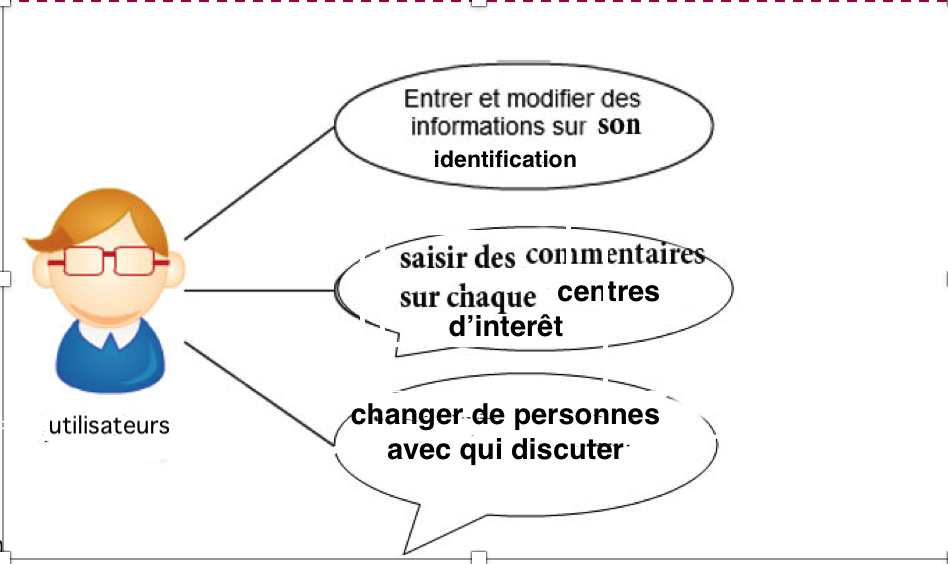 Entrer et modifier des
informations sur son
identification
saisir des commentaires
sur chaque centres
d'interêt
changer de personnes
avec qui discuter
utilisateurs